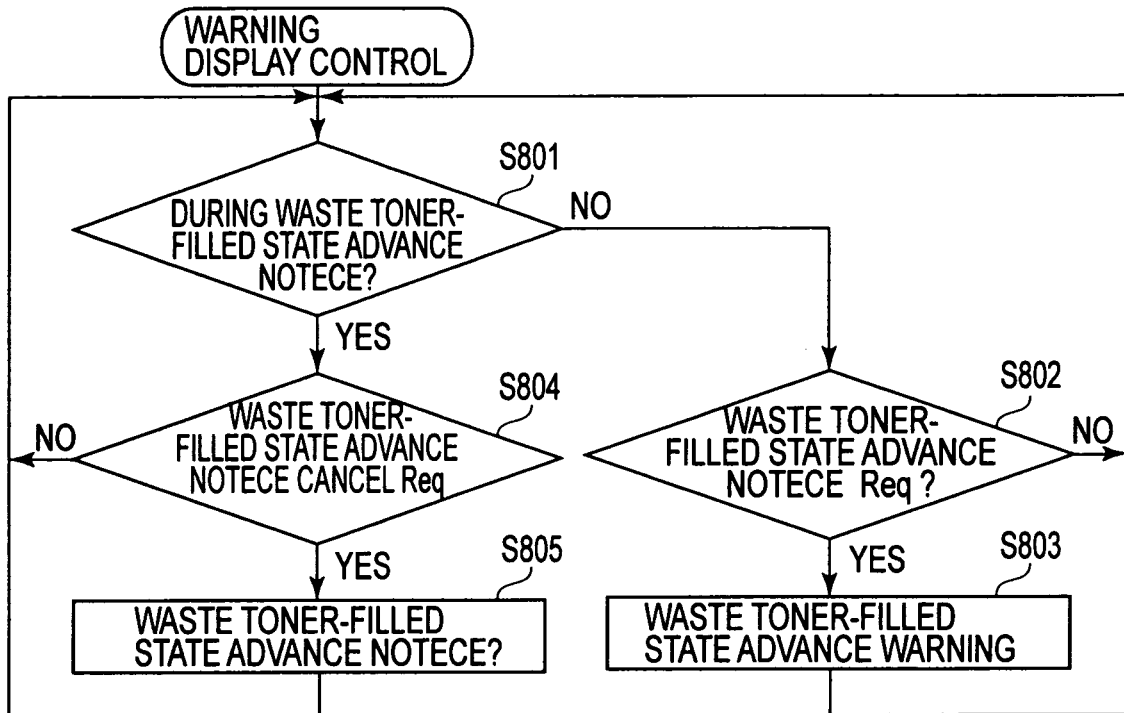 WARNING
DISPLAY CONTROL
S801
DURING WASTE TONER-
FILLED STATE ADVANCE
NOTECE?
NO
YES
S804
WASTE TONER-
FILLED STATE ADVANCE
NOTECE CANCEL Req
NO
YES
S802
WASTE TONER-
FILLED STATE ADVANCE
NOTECE Req ?
NO
YES
S805
WASTE TONER-FILLED
STATE ADVANCE NOTECE?
S803
WASTE TONER-FILLED
STATE ADVANCE WARNING